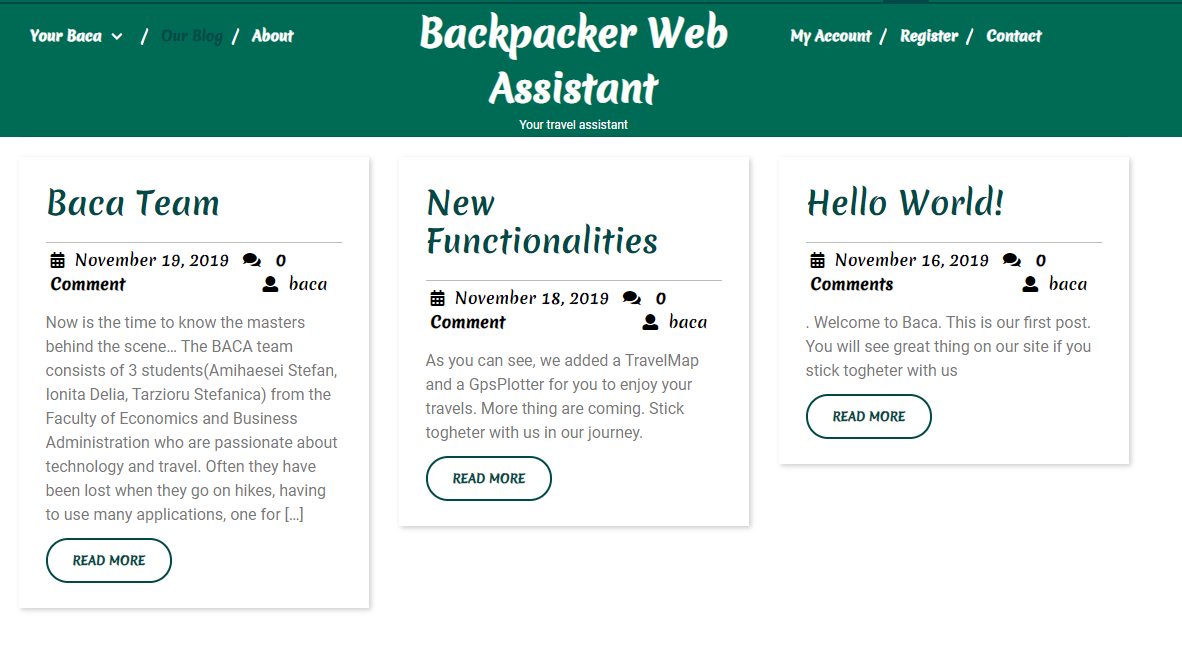 Your Baca / Our Blog / About
Backpacker Web
Assistant
Your travel assistant
My Account / Register / Contact
Baca Team
November 19, 2019 0
Comment baca
Now is the time to know the masters
behind the scene... The BACA team
consists of 3 students(Amihaesei Stefan,
Ionita Delia, Tarzioru Stefanica) from the
Faculty of Economics and Business
Administration who are passionate about
technology and travel. Often they have
been lost when they go on hikes, having
to use many applications, one for [...]
READ MORE
New
Functionalities
November 18, 2019 0
Comment baca
As you can see, we added a TravelMap
and a GpsPlotter for you to enjoy your
travels. More thing are coming. Stick
togheter with us in our journey.
READ MORE
Hello World!
November 16, 2019 0
Comments baca
. Welcome to Baca. This is our first post.
You will see great thing on our site if you
stick togheter with us
READ MORE